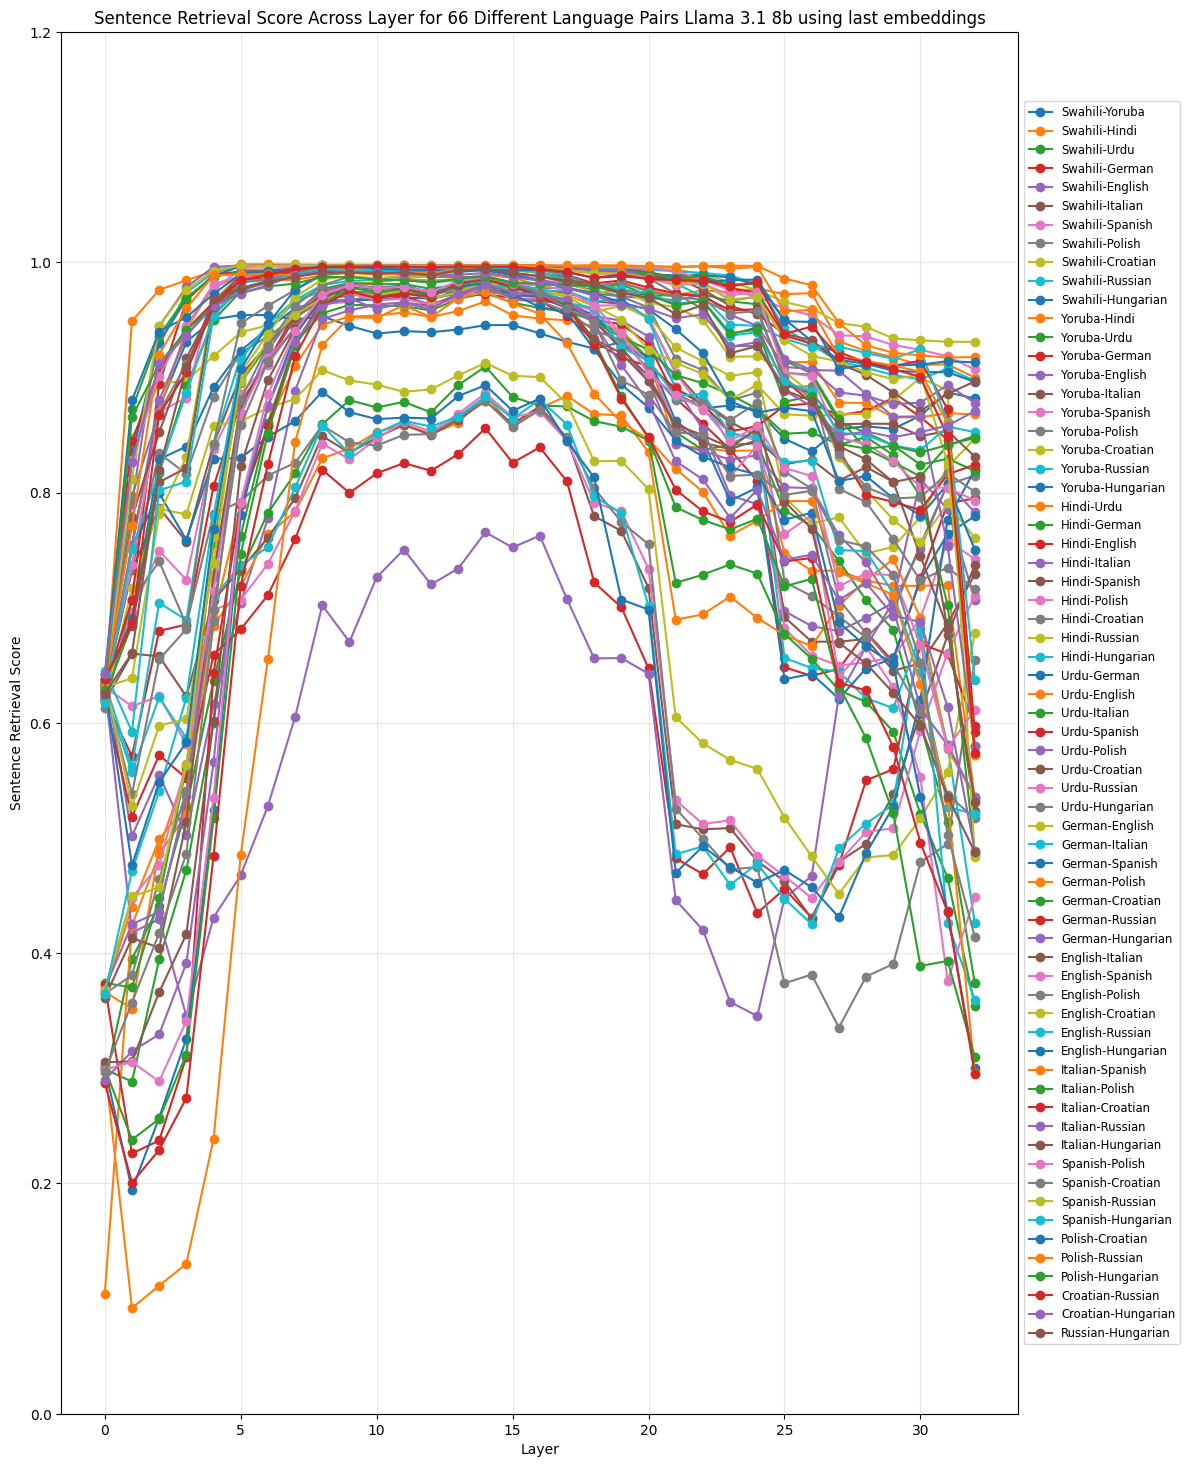 Sentence Retrieval Score Across Layer for 66 Different Language Pairs Llama 3.1 8b using last embeddings
1.2
1.0
0.8
0.6
0.4
0.2
0.0
Sentence Retrieval Score
0 5 10 15 20 25 30
Layer
Swahili-Yoruba
Swahili-Hindi
Swahili-Urdu
Swahili-German
Swahili-English
Swahili-Italian
Swahili-Spanish
Swahili-Polish
Swahili-Croatian
Swahili-Russian
Swahili-Hungarian
Yoruba-Hindi
Yoruba-Urdu
Yoruba-German
Yoruba-English
Yoruba-Italian
Yoruba-Spanish
Yoruba-Polish
Yoruba-Croatian
Yoruba-Russian
Yoruba-Hungarian
Hindi-Urdu
Hindi-German
Hindi-English
Hindi-Italian
Hindi-Spanish
Hindi-Polish
Hindi-Croatian
Hindi-Russian
Hindi-Hungarian
Urdu-German
Urdu-English
Urdu-Italian
Urdu-Spanish
Urdu-Polish
Urdu-Croatian
Urdu-Russian
Urdu-Hungarian
German-English
German-Italian
German-Spanish
German-Polish
German-Croatian
German-Russian
German-Hungarian
English-Italian
English-Spanish
English-Polish
English-Croatian
English-Russian
English-Hungarian
Italian-Spanish
Italian-Polish
Italian-Croatian
Italian-Russian
Italian-Hungarian
Spanish-Polish
Spanish-Croatian
Spanish-Russian
Spanish-Hungarian
Polish-Croatian
Polish-Russian
Polish-Hungarian
Croatian-Russian
Croatian-Hungarian
Russian-Hungarian